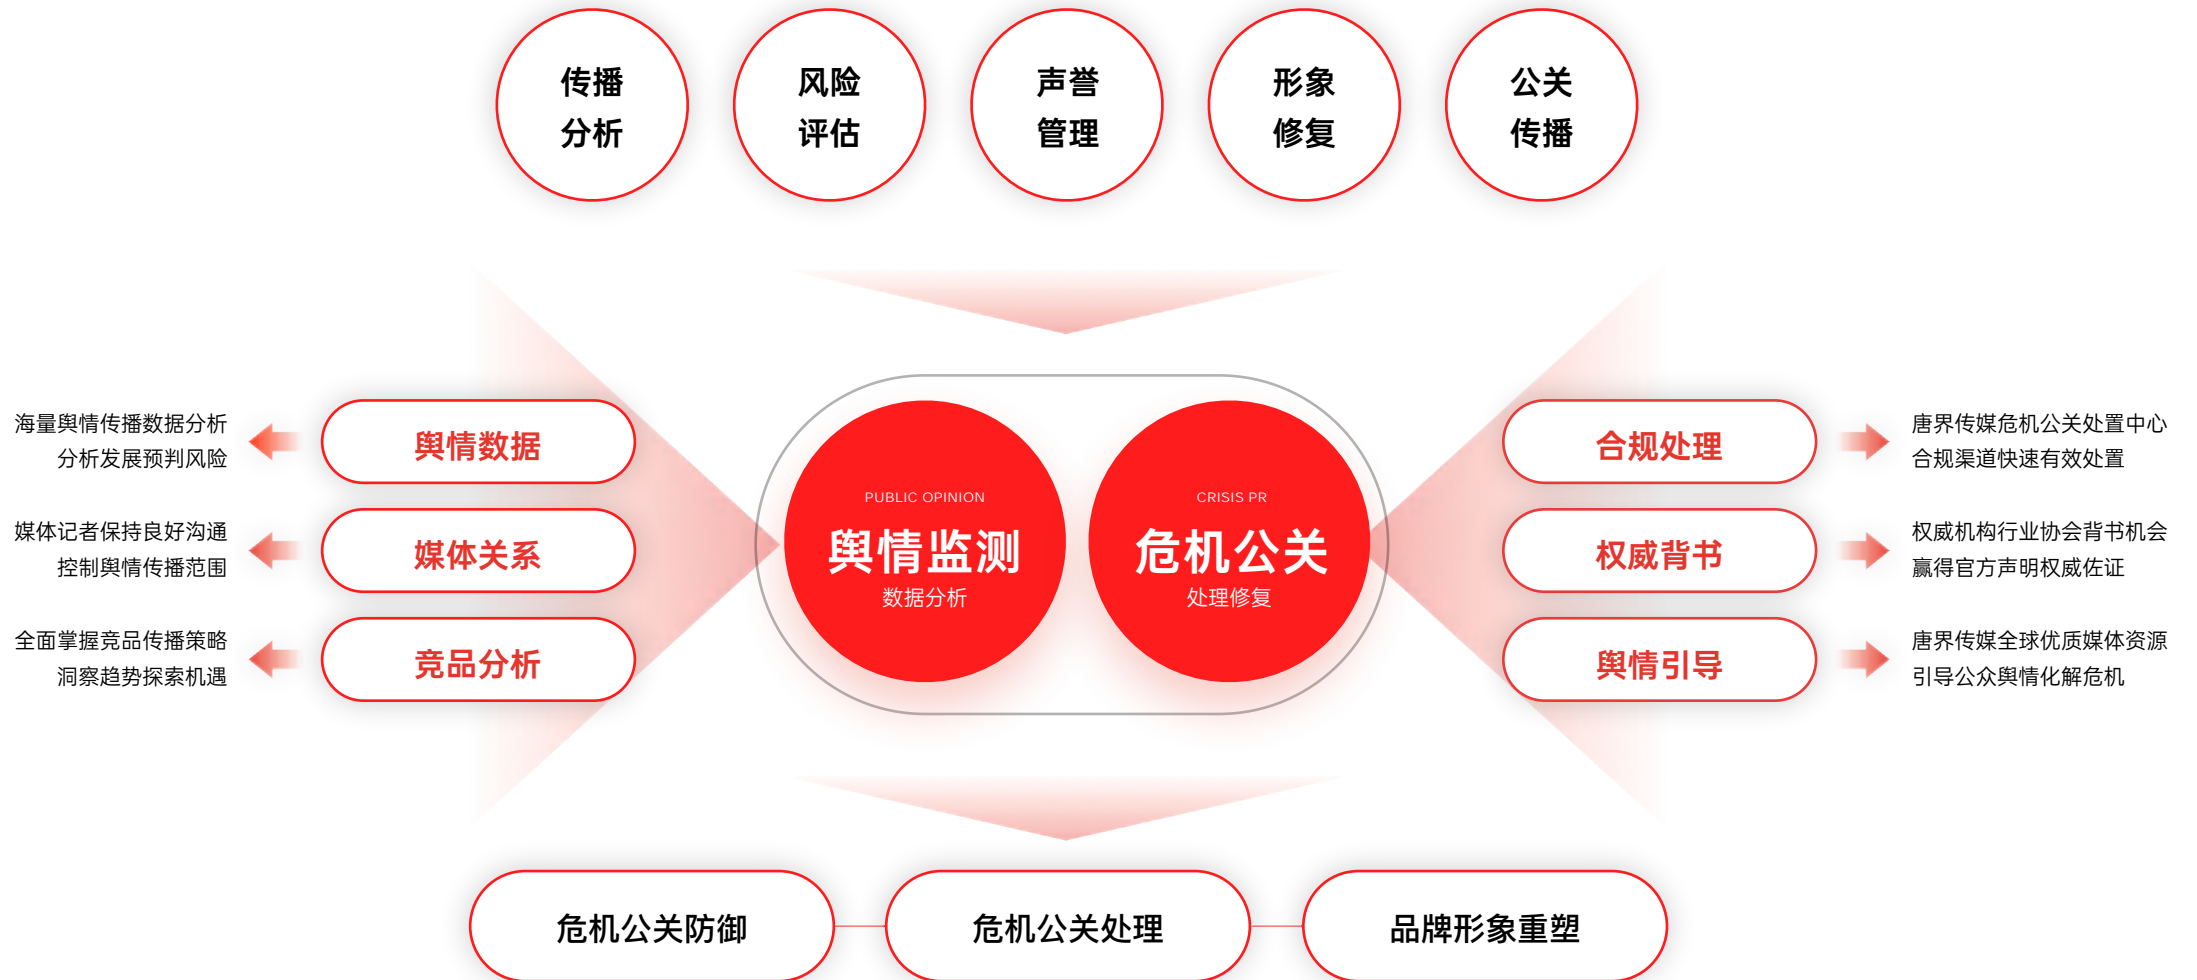 传播
分析
风险
评估
声誉
管理
形象
修复
公关
传播
海量舆情传播数据分析
分析发展预判风险
舆情数据
媒体记者保持良好沟通
控制舆情传播范围
媒体关系
全面掌握竞品传播策略
洞察趋势探索机遇
竞品分析
PUBLIC OPINION
舆情监测
数据分析
CRISIS PR
危机公关
处理修复
合规处理
唐界传媒危机公关处置中心
合规渠道快速有效处置
权威背书
权威机构行业协会背书机会
赢得官方声明权威佐证
舆情引导
唐界传媒全球优质媒体资源
引导公众舆情化解危机
危机公关防御
危机公关处理
品牌形象重塑